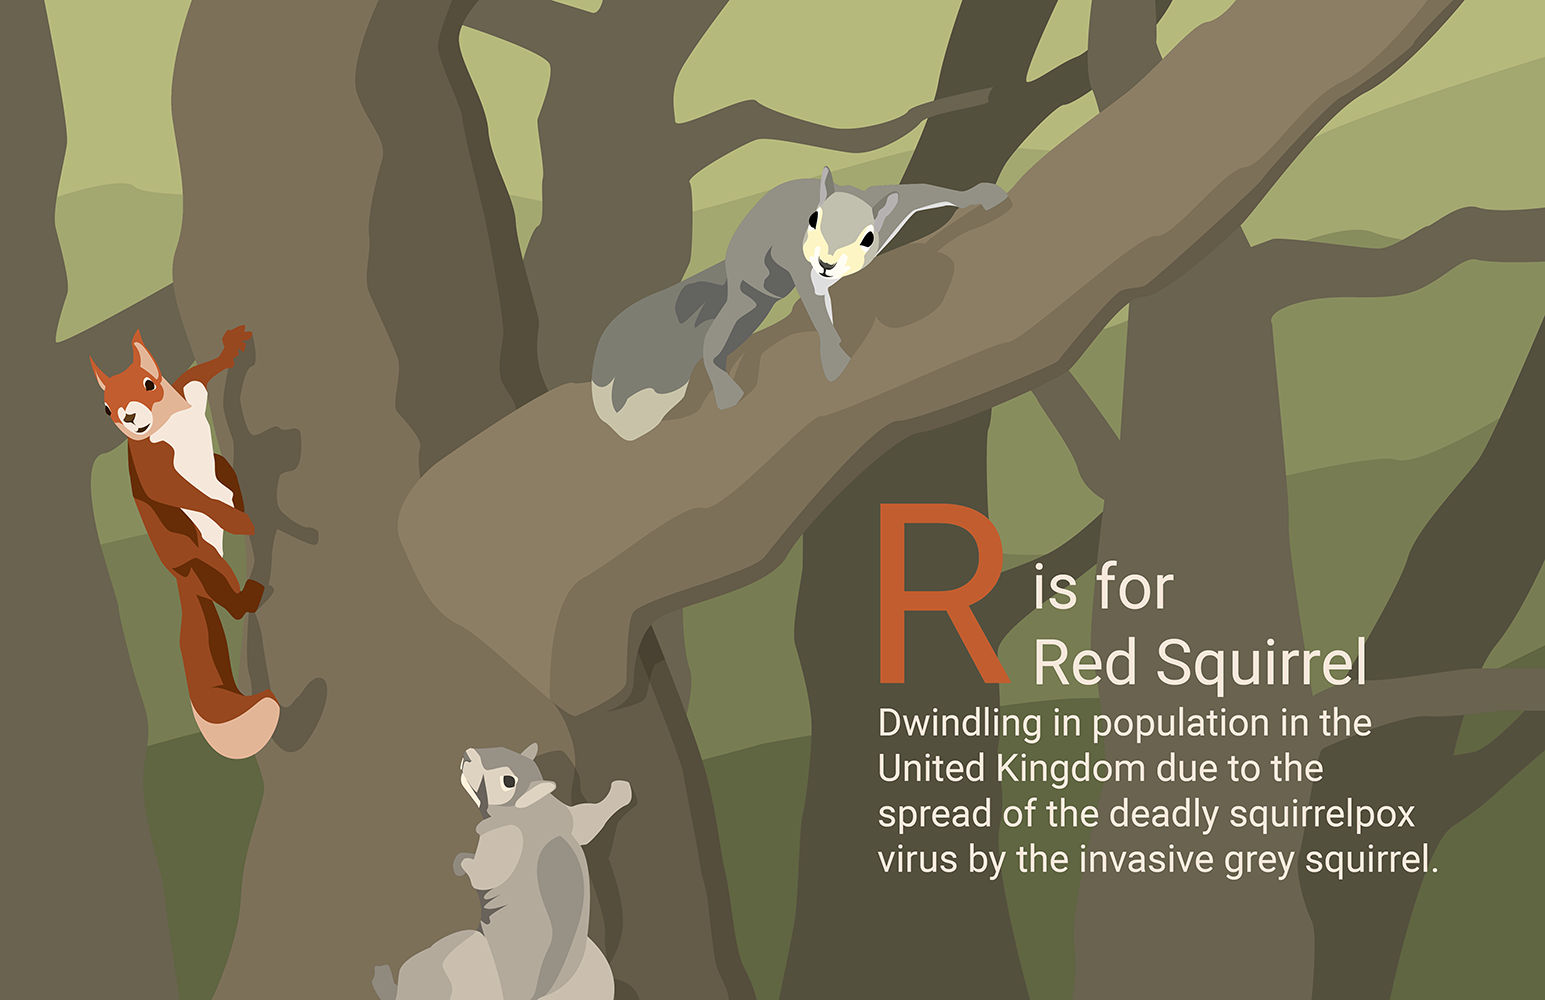 R is for
Red Squirrel
Dwindling in population in the
United Kingdom due to the
spread of the deadly squirrelpox
virus by the invasive grey squirrel.